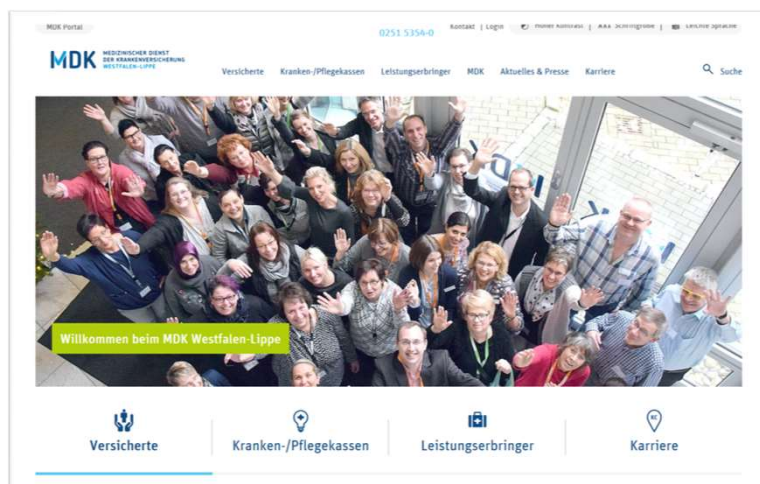 MDK Portal
0251 5354-0
Kontakt | Login
Hoher Kontrast | AAA Schriftgröße | Leichte Sprache
MDK
MEDIZINISCHER DIENST
DER KRANKENVERSICHERUNG
WESTFALEN-LIPPE
Versicherte Kranken-/Pflegekassen Leistungserbringer MDK Aktuelles & Presse Karriere Suche
Willkommen beim MDK Westfalen-Lippe
Versicherte Kranken-/Pflegekassen Leistungserbringer Karriere